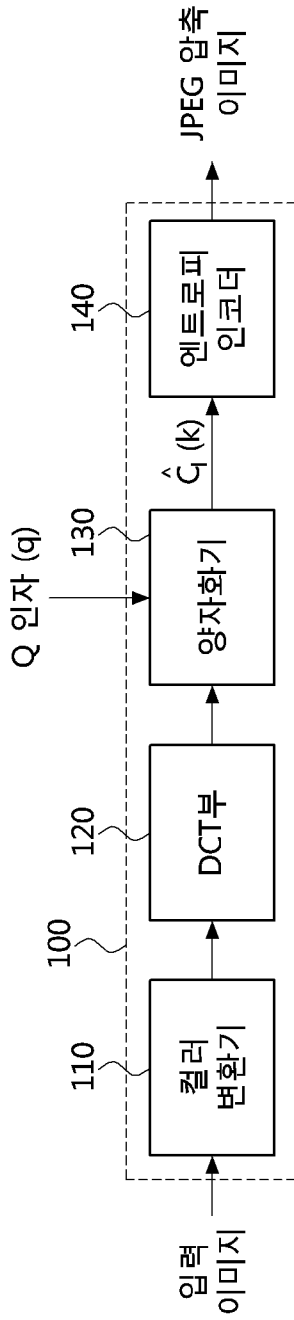 입력
이미지
100
110
컬러
변환기
120
DCT부
Q 인자 (q)
130
양자화기
Ĉ₁ (k)
140
엔트로피
인코더
JPEG 압축
이미지